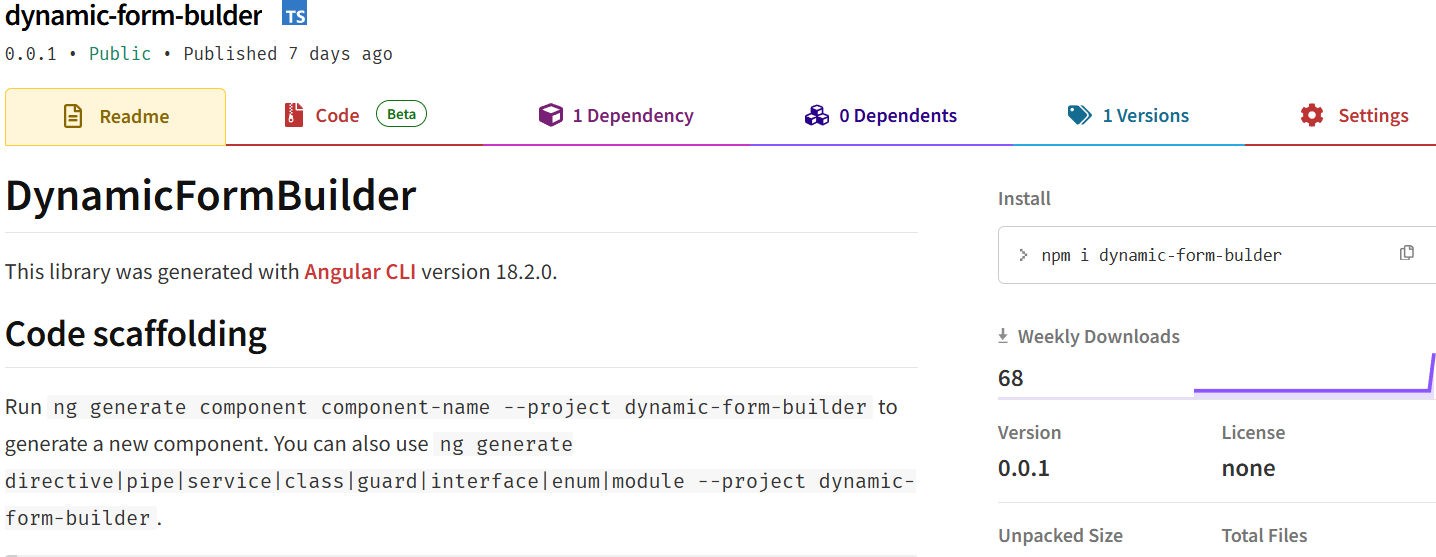 dynamic-form-bulder TS
0.0.1 • Public • Published 7 days ago
Readme
Code Beta
1 Dependency
0 Dependents
1 Versions
Settings
DynamicFormBuilder
This library was generated with Angular CLI version 18.2.0.
Code scaffolding
Run ng generate component component-name --project dynamic-form-builder to
generate a new component. You can also use ng generate
directive|pipe|service|class|guard|interface|enum|module --project dynamic-
form-builder.
Install
> npm i dynamic-form-bulder
Weekly Downloads
68
Version License
0.0.1 none
Unpacked Size Total Files